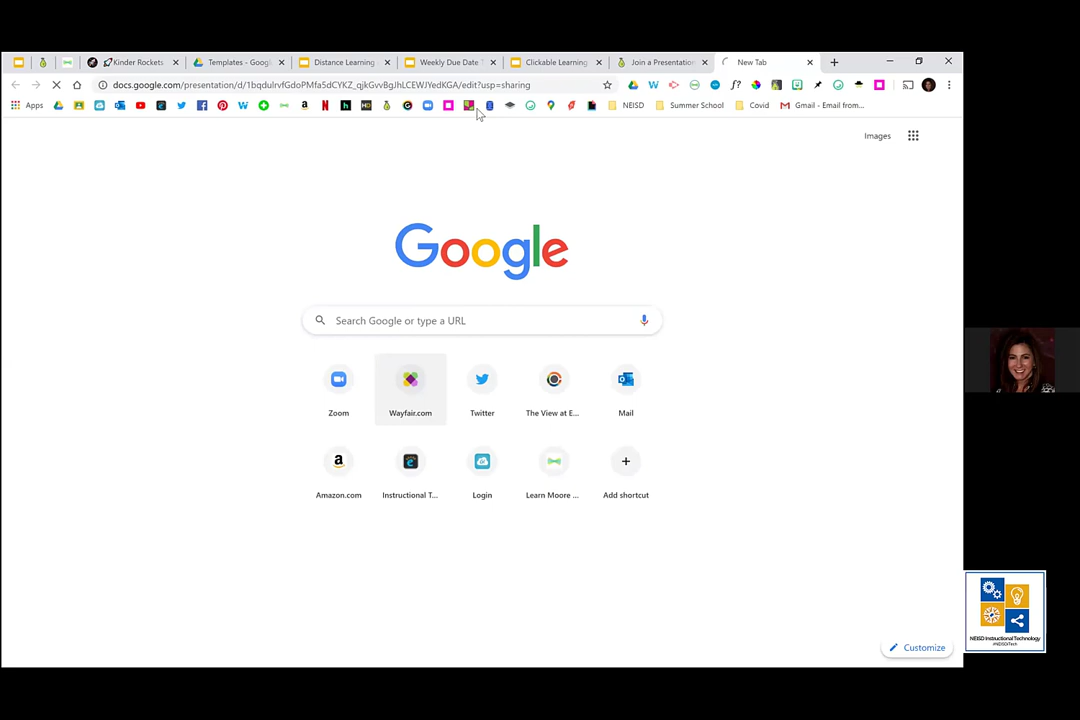 Kinder Rockets
Templates - Googl
Distance Learning
Weekly Due Date T
Clickable Learning
Join a Presentation
New Tab
docs.google.com/presentation/d/1bqdulrvfGdoPMfa5dCYKZ_qjkGvvBgJhLCEWJYedKGA/edit?usp=sharing
Apps
NEISD
Summer School
Covid
Gmail - Email from...
Images
Google
Search Google or type a URL
Zoom
Wayfair.com
Twitter
The View at E...
Mail
Amazon.com
Instructional T...
Login
Learn Moore ...
Add shortcut
Customize
NEISD Instructional Technology
#NEISDiTech